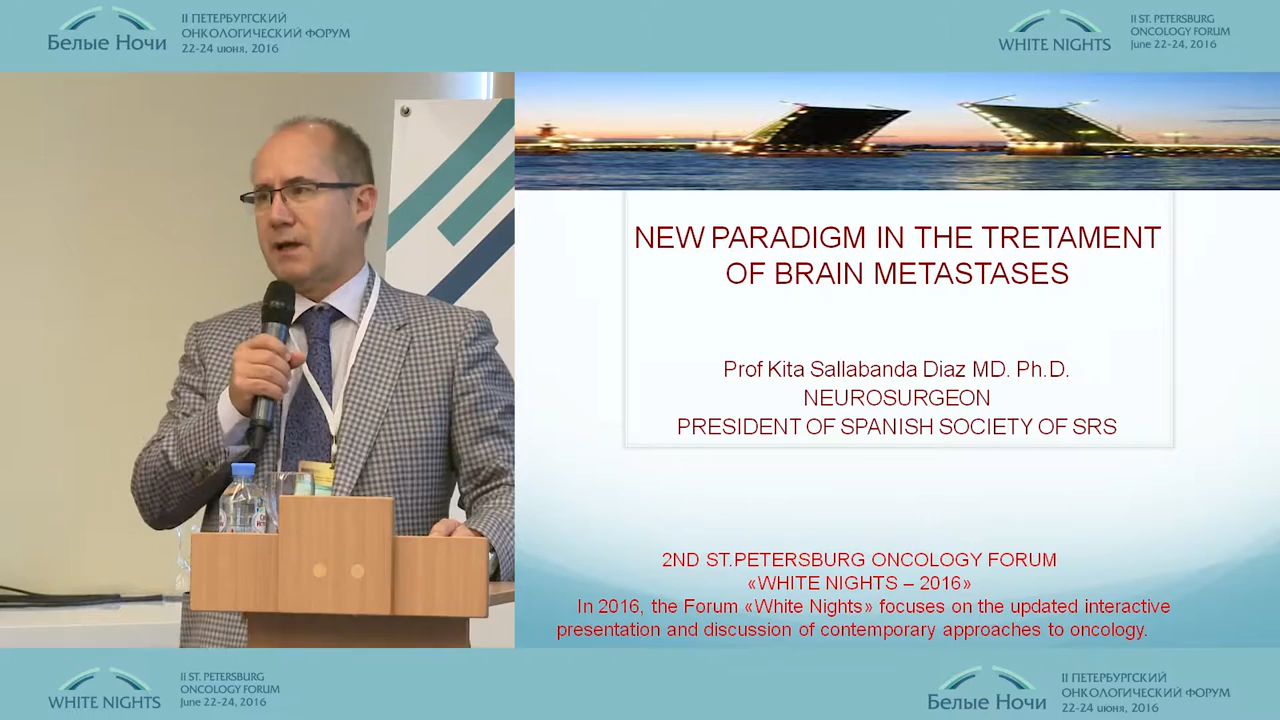 II ПЕТЕРБУРГСКИЙ
ОНКОЛОГИЧЕСКИЙ ФОРУМ
Белые Ночи
22-24 июня, 2016
II ST. PETERSBURG
ONCOLOGY FORUM
WHITE NIGHTS
June 22-24, 2016
NEW PARADIGM IN THE TRETAMENT
OF BRAIN METASTASES
Prof Kita Sallabanda Diaz MD. Ph.D.
NEUROSURGEON
PRESIDENT OF SPANISH SOCIETY OF SRS
2ND ST.PETERSBURG ONCOLOGY FORUM
«WHITE NIGHTS – 2016»
In 2016, the Forum «White Nights» focuses on the updated interactive
presentation and discussion of contemporary approaches to oncology.
II ST. PETERSBURG
ONCOLOGY FORUM
WHITE NIGHTS
June 22-24, 2016
II ПЕТЕРБУРГСКИЙ
ОНКОЛОГИЧЕСКИЙ ФОРУМ
Белые Ночи
22-24 июня, 2016